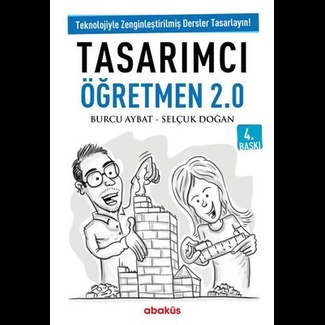 Teknolojiyle Zenginleştirilmiş Dersler Tasarlayın!
TASARIMCI
ÖĞRETMEN 2.0
BURCU AYBAT - SELÇUK DOĞAN
4.
BASKI
abaküs